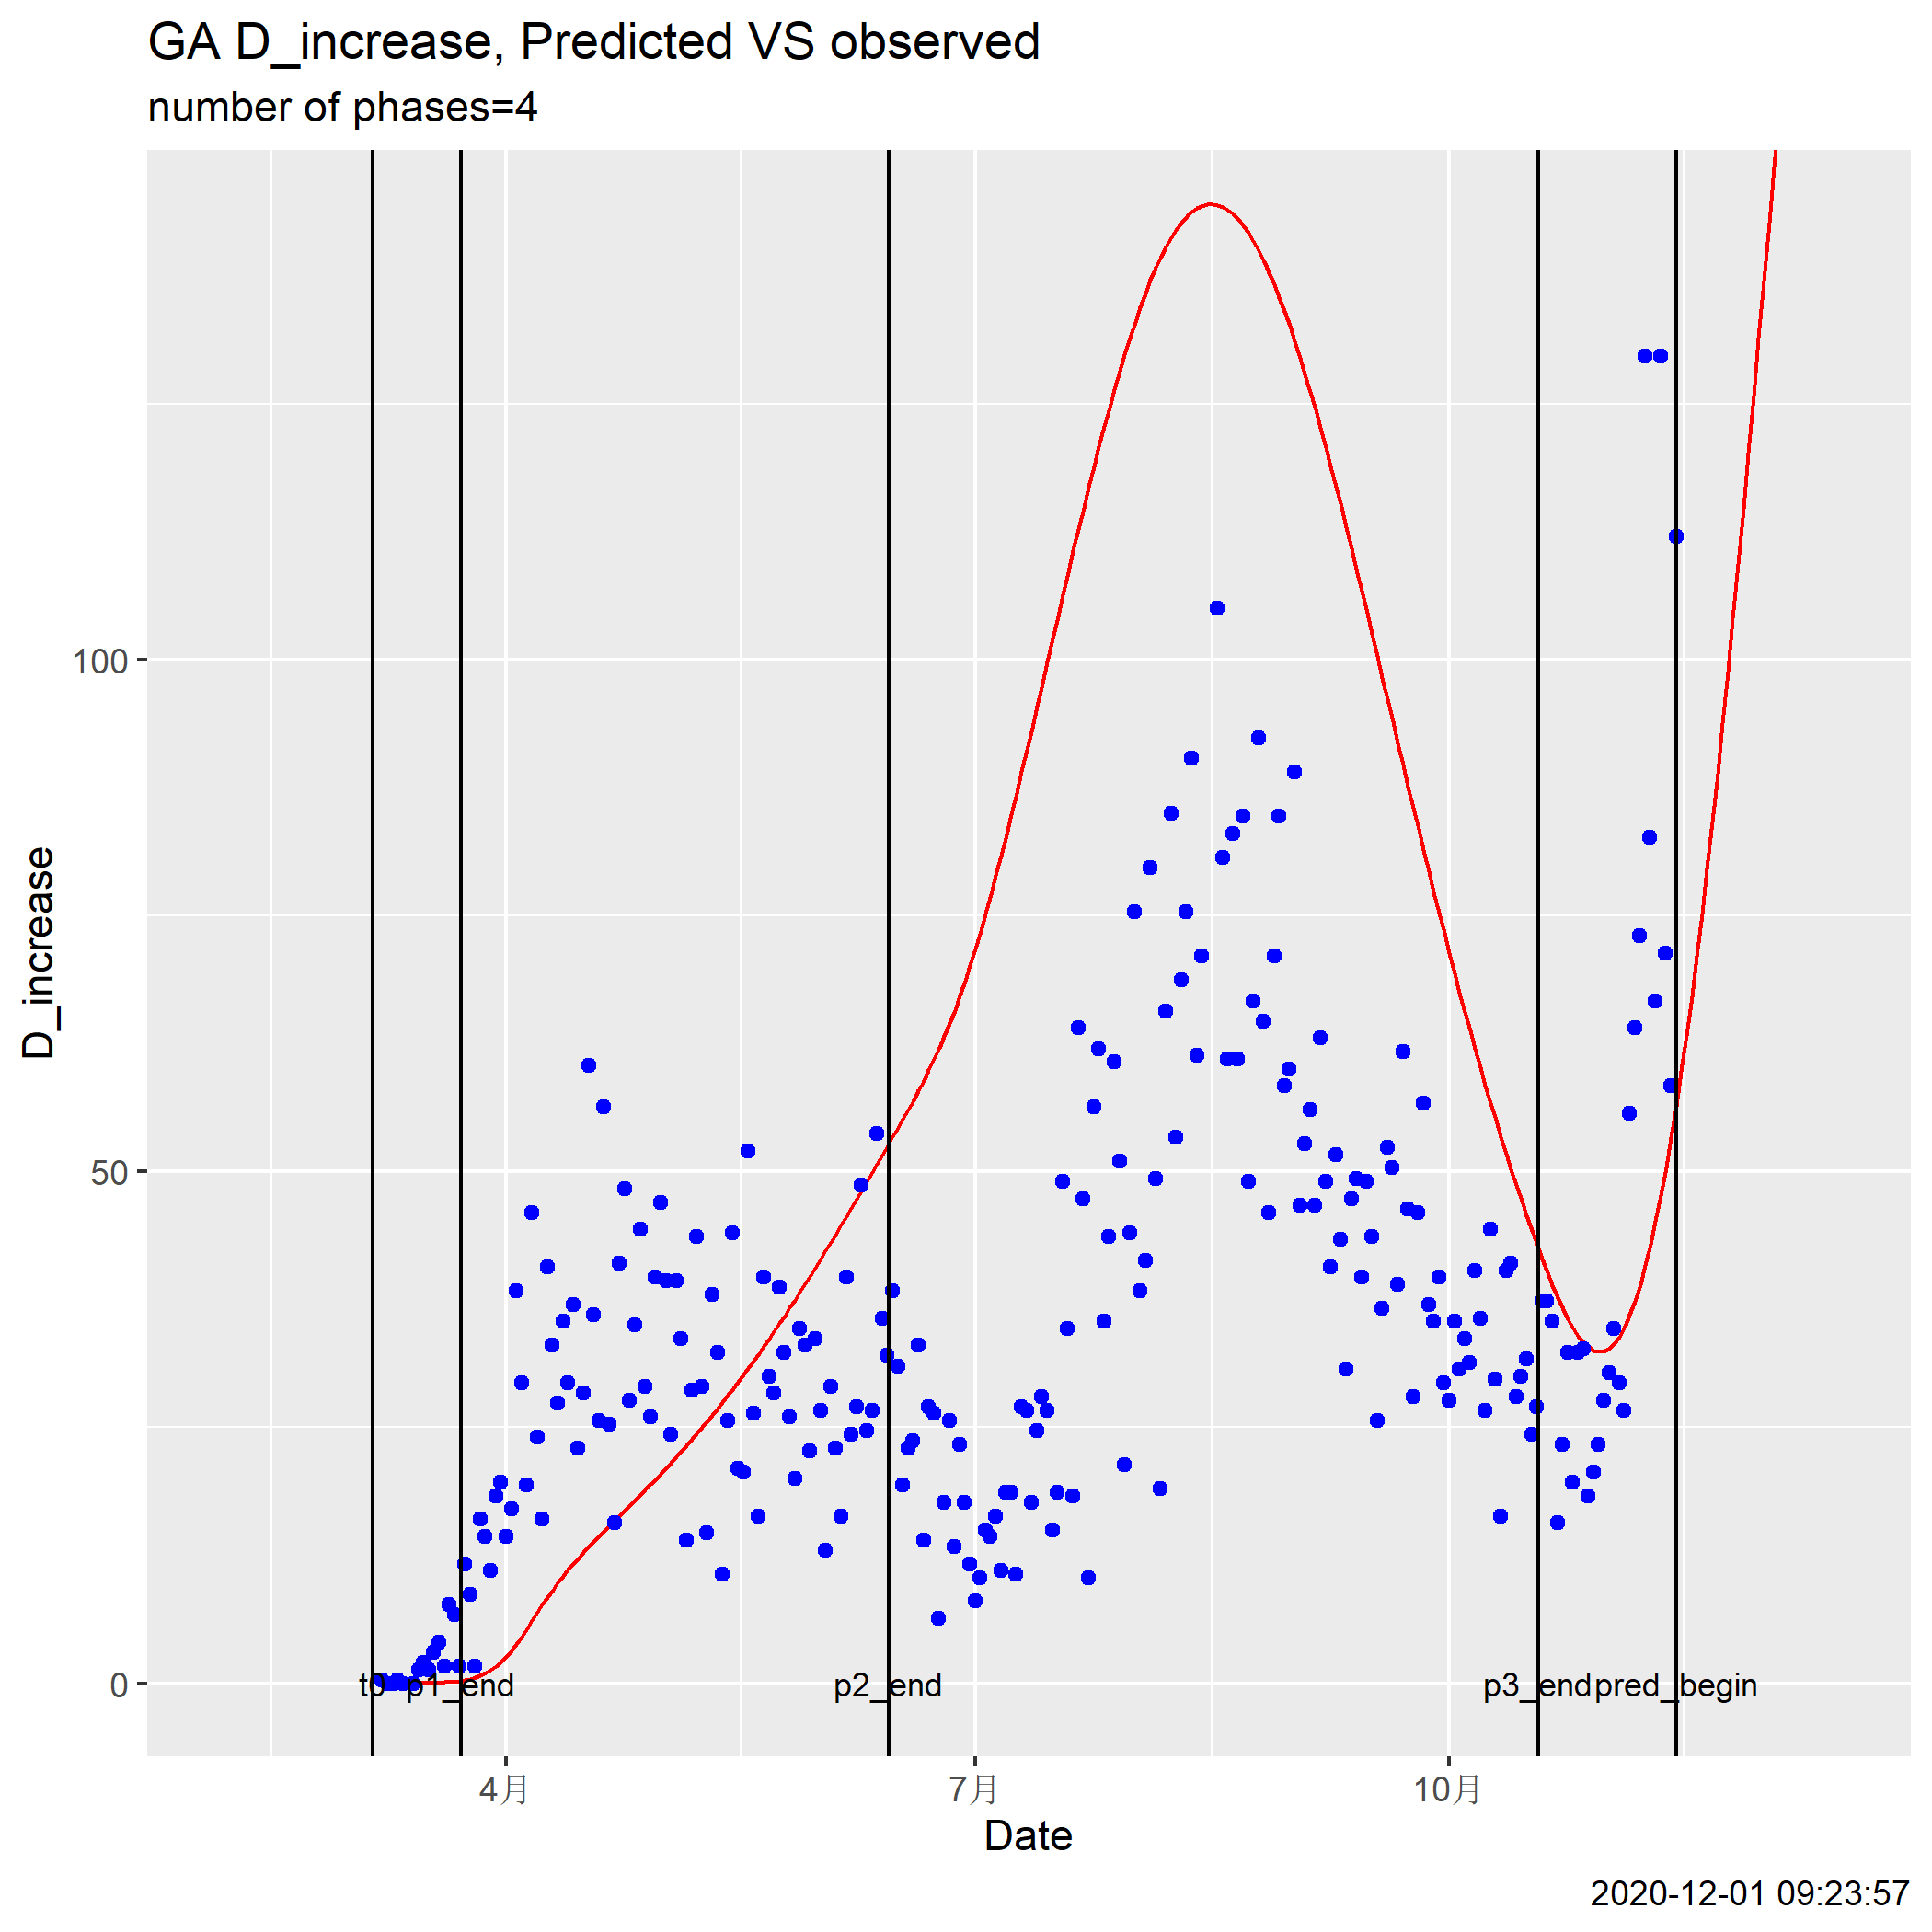 GA D_increase, Predicted VS observed
number of phases=4
D_increase
100
50
0
t0 p1_end p2_end p3_end pred_begin
4月 7月 10月
Date
2020-12-01 09:23:57